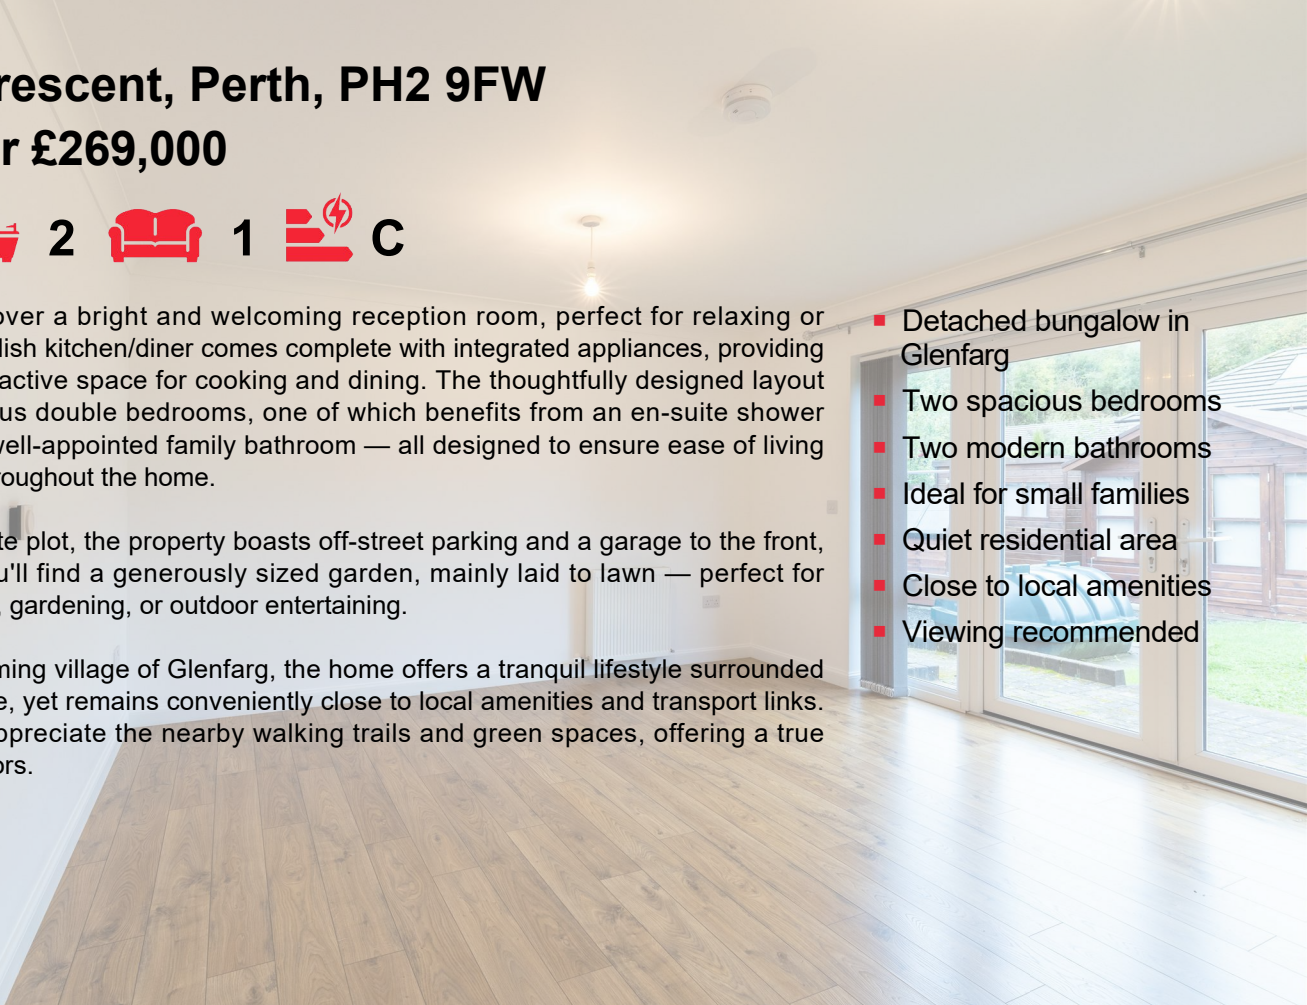 rescent, Perth, PH2 9FW
r £269,000
2 1 C
over a bright and welcoming reception room, perfect for relaxing or
lish kitchen/diner comes complete with integrated appliances, providing
active space for cooking and dining. The thoughtfully designed layout
us double bedrooms, one of which benefits from an en-suite shower
well-appointed family bathroom — all designed to ensure ease of living
roughout the home.
te plot, the property boasts off-street parking and a garage to the front,
u'll find a generously sized garden, mainly laid to lawn — perfect for
, gardening, or outdoor entertaining.
ming village of Glenfarg, the home offers a tranquil lifestyle surrounded
e, yet remains conveniently close to local amenities and transport links.
ppreciate the nearby walking trails and green spaces, offering a true
ors.
Detached bungalow in
Glenfarg
Two spacious bedrooms
Two modern bathrooms
Ideal for small families
Quiet residential area
Close to local amenities
Viewing recommended